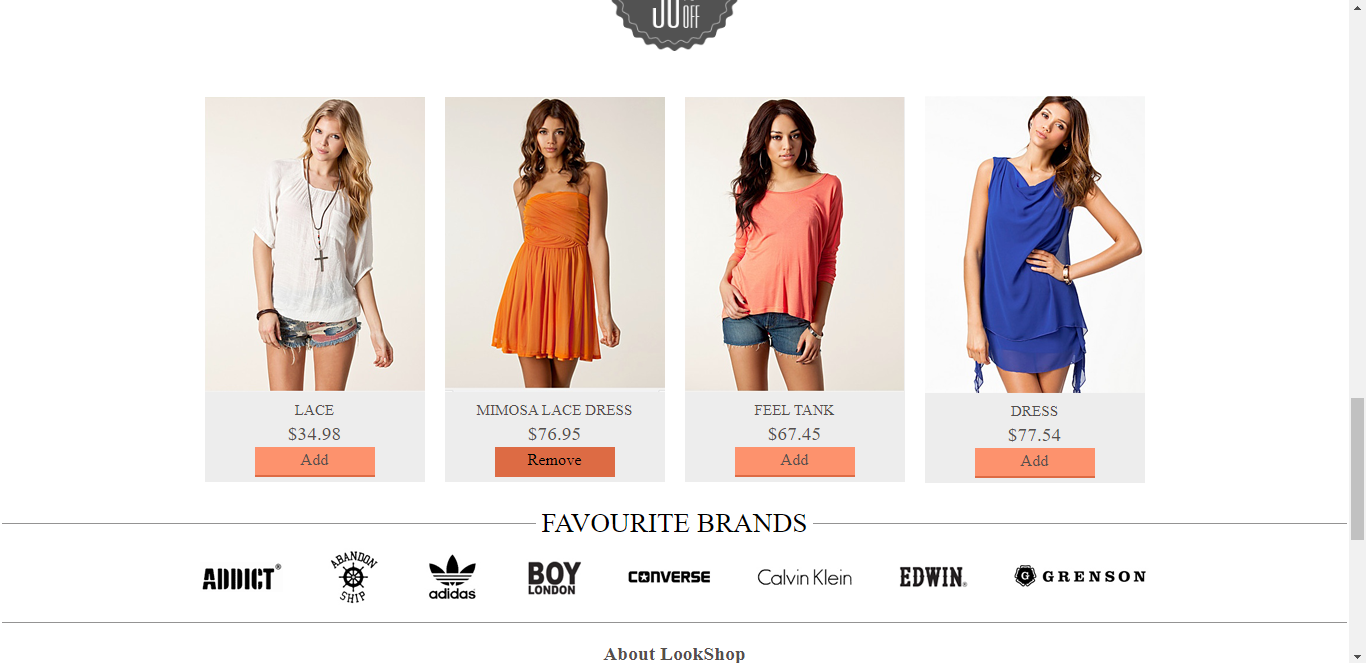 OFF
LACE
$34.98
Add
MIMOSA LACE DRESS
$76.95
Remove
FEEL TANK
$67.45
Add
DRESS
$77.54
Add
FAVOURITE BRANDS
ADDICT®
ABANDON
SHIP
adidas
BOY
LONDON
CONVERSE
Calvin Klein
EDWIN®
G GRENSON
About LookShop